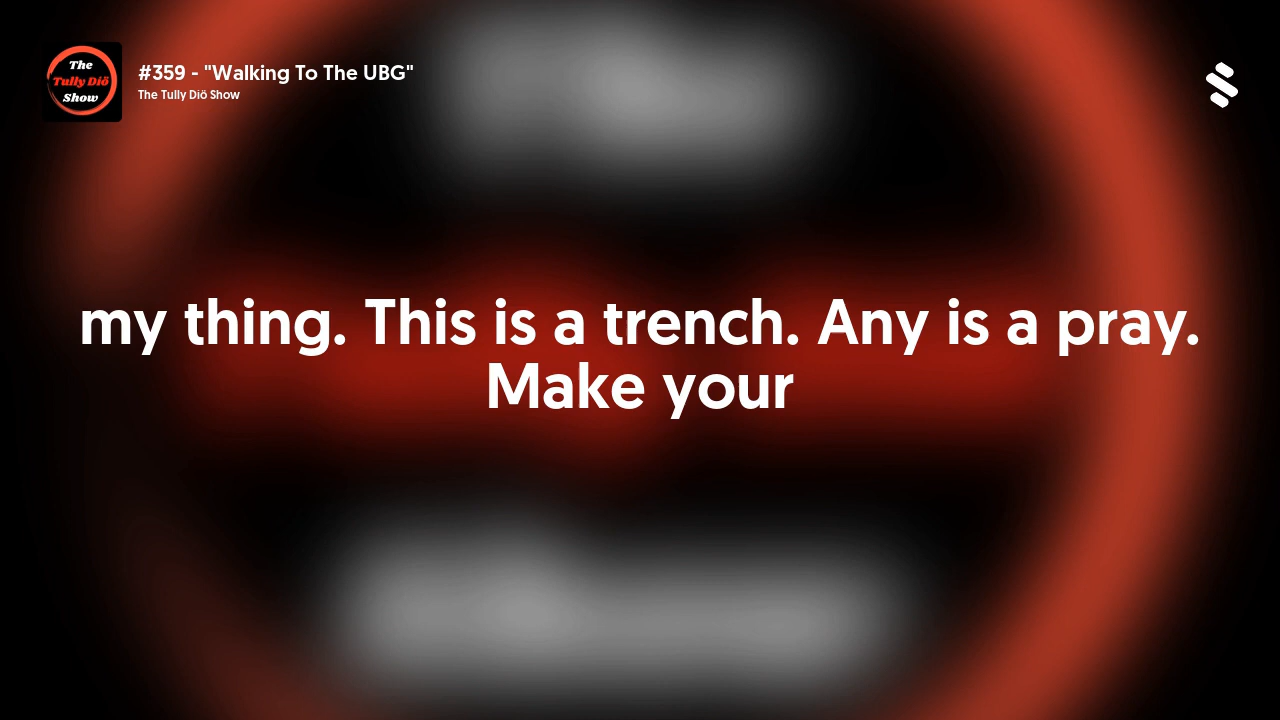 The
Tully Diö
Show
#359 - "Walking To The UBG"
The Tully Diö Show
my thing. This is a trench. Any is a pray.
Make your